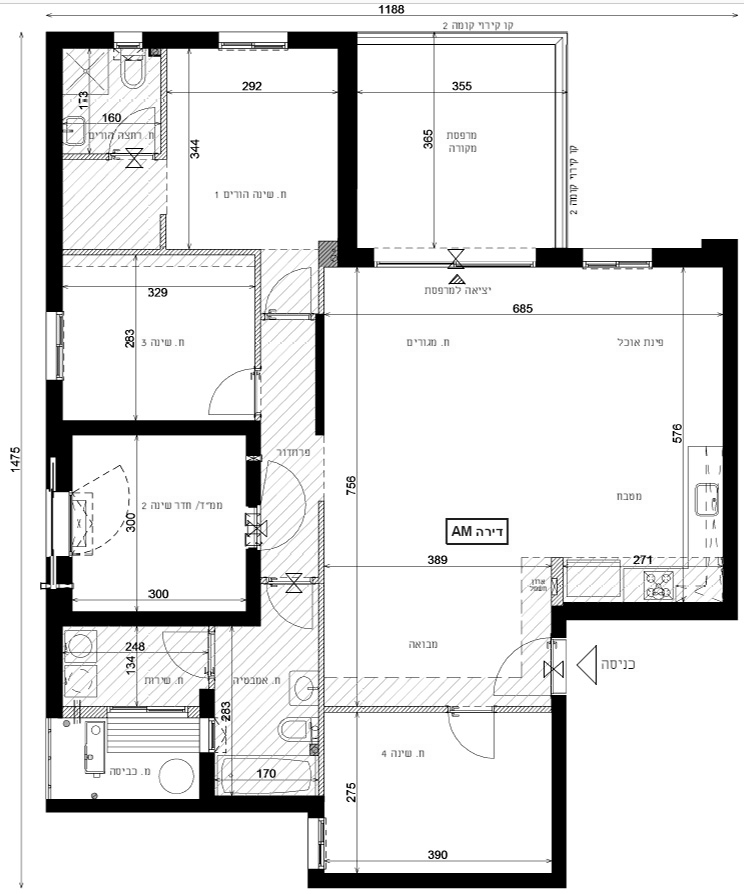 1188
קו קירוי קומה 2
292
355
173
160
ח. רחצה הורים
344
365
מרפסת
מקורה
קו קירוי קומה 2
ח. שינה הורים 1
יציאה למרפסת
329
685
283
ח. שינה 3
ח. מגורים
פינת אוכל
1475
576
פרוזדור
756
ממ"ד/ חדר שינה 2
300
מטבח
דירה AM
389
271
ארון
חשמל
300
248
134
ח. שירות
ח. אמבטיה
283
מבואה
כניסה
מ. כביסה
170
ח. שינה 4
275
390